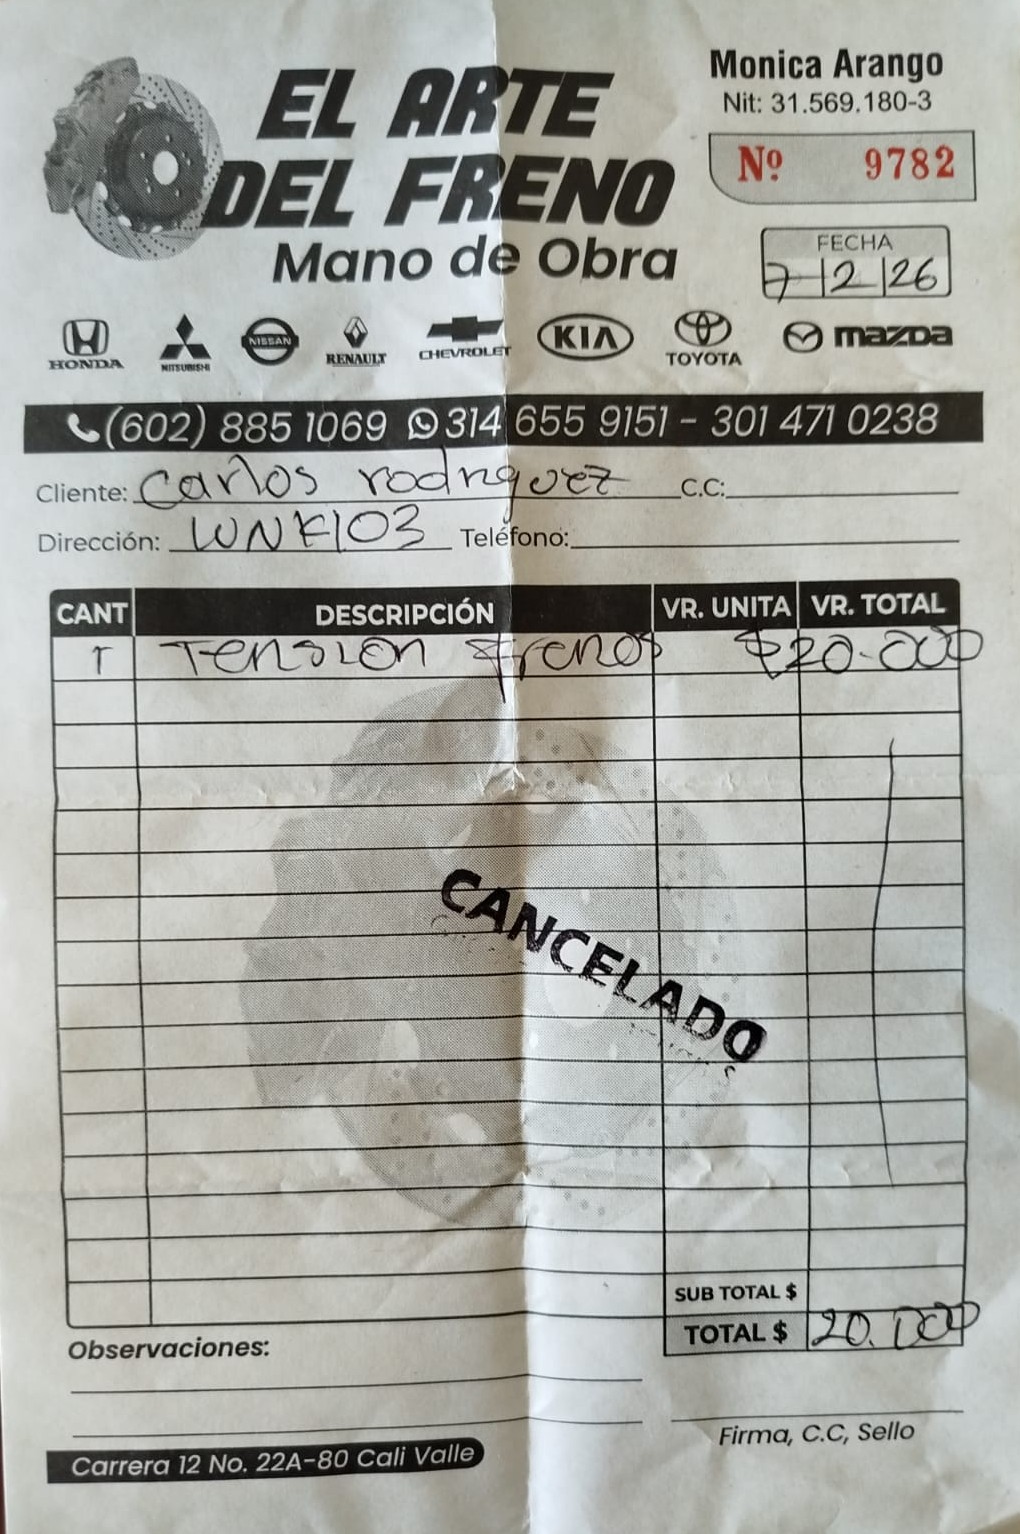 EL ARTE
DEL FRENO
Mano de Obra
Monica Arango
Nit: 31.569.180-3
Nº 9782
FECHA
7 | 2 | 26
HONDA MITSUBISHI NISSAN RENAULT CHEVROLET KIA TOYOTA mazda
(602) 885 1069 314 655 9151 - 301 471 0238
Cliente: Carlos rodriguez C.C:
Dirección: Teléfono:
CANT DESCRIPCIÓN VR. UNITA VR. TOTAL
1 Tension frenos $20.000
CANCELADO
SUB TOTAL $
TOTAL $ 20.000
Observaciones:
Firma, C.C, Sello
Carrera 12 No. 22A-80 Cali Valle